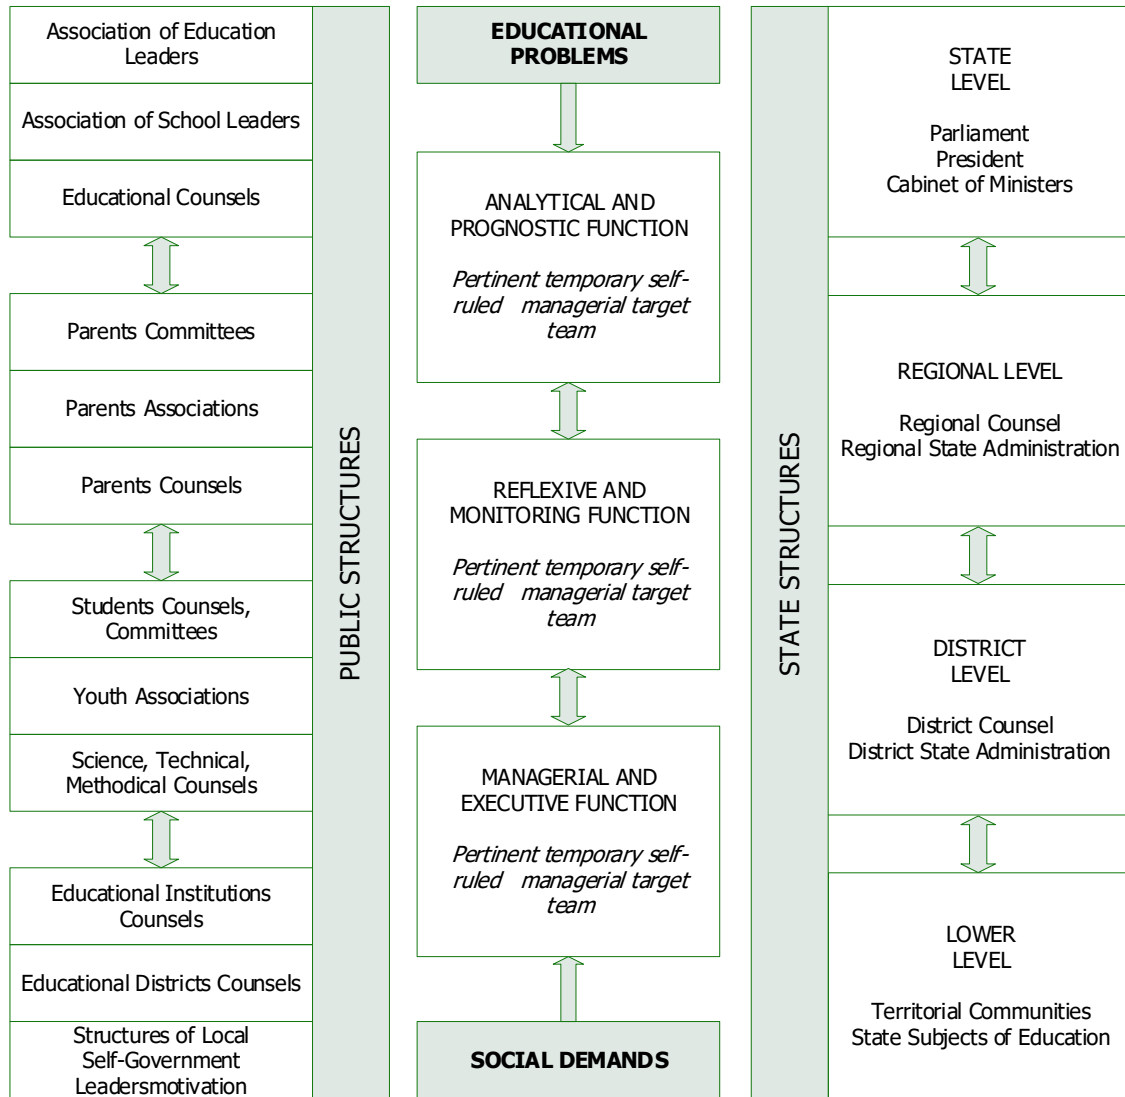 Association of Education
Leaders
Association of School Leaders
Educational Counsels
Parents Committees
Parents Associations
Parents Counsels
Students Counsels,
Committees
Youth Associations
Science, Technical,
Methodical Counsels
Educational Institutions
Counsels
Educational Districts Counsels
Structures of Local
Self-Government
Leadersmotivation
PUBLIC STRUCTURES
EDUCATIONAL
PROBLEMS
ANALYTICAL AND
PROGNOSTIC FUNCTION
Pertinent temporary self-
ruled managerial target
team
REFLEXIVE AND
MONITORING FUNCTION
Pertinent temporary self-
ruled managerial target
team
MANAGERIAL AND
EXECUTIVE FUNCTION
Pertinent temporary self-
ruled managerial target
team
SOCIAL DEMANDS
STATE STRUCTURES
STATE
LEVEL
Parliament
President
Cabinet of Ministers
REGIONAL LEVEL
Regional Counsel
Regional State Administration
DISTRICT
LEVEL
District Counsel
District State Administration
LOWER
LEVEL
Territorial Communities
State Subjects of Education